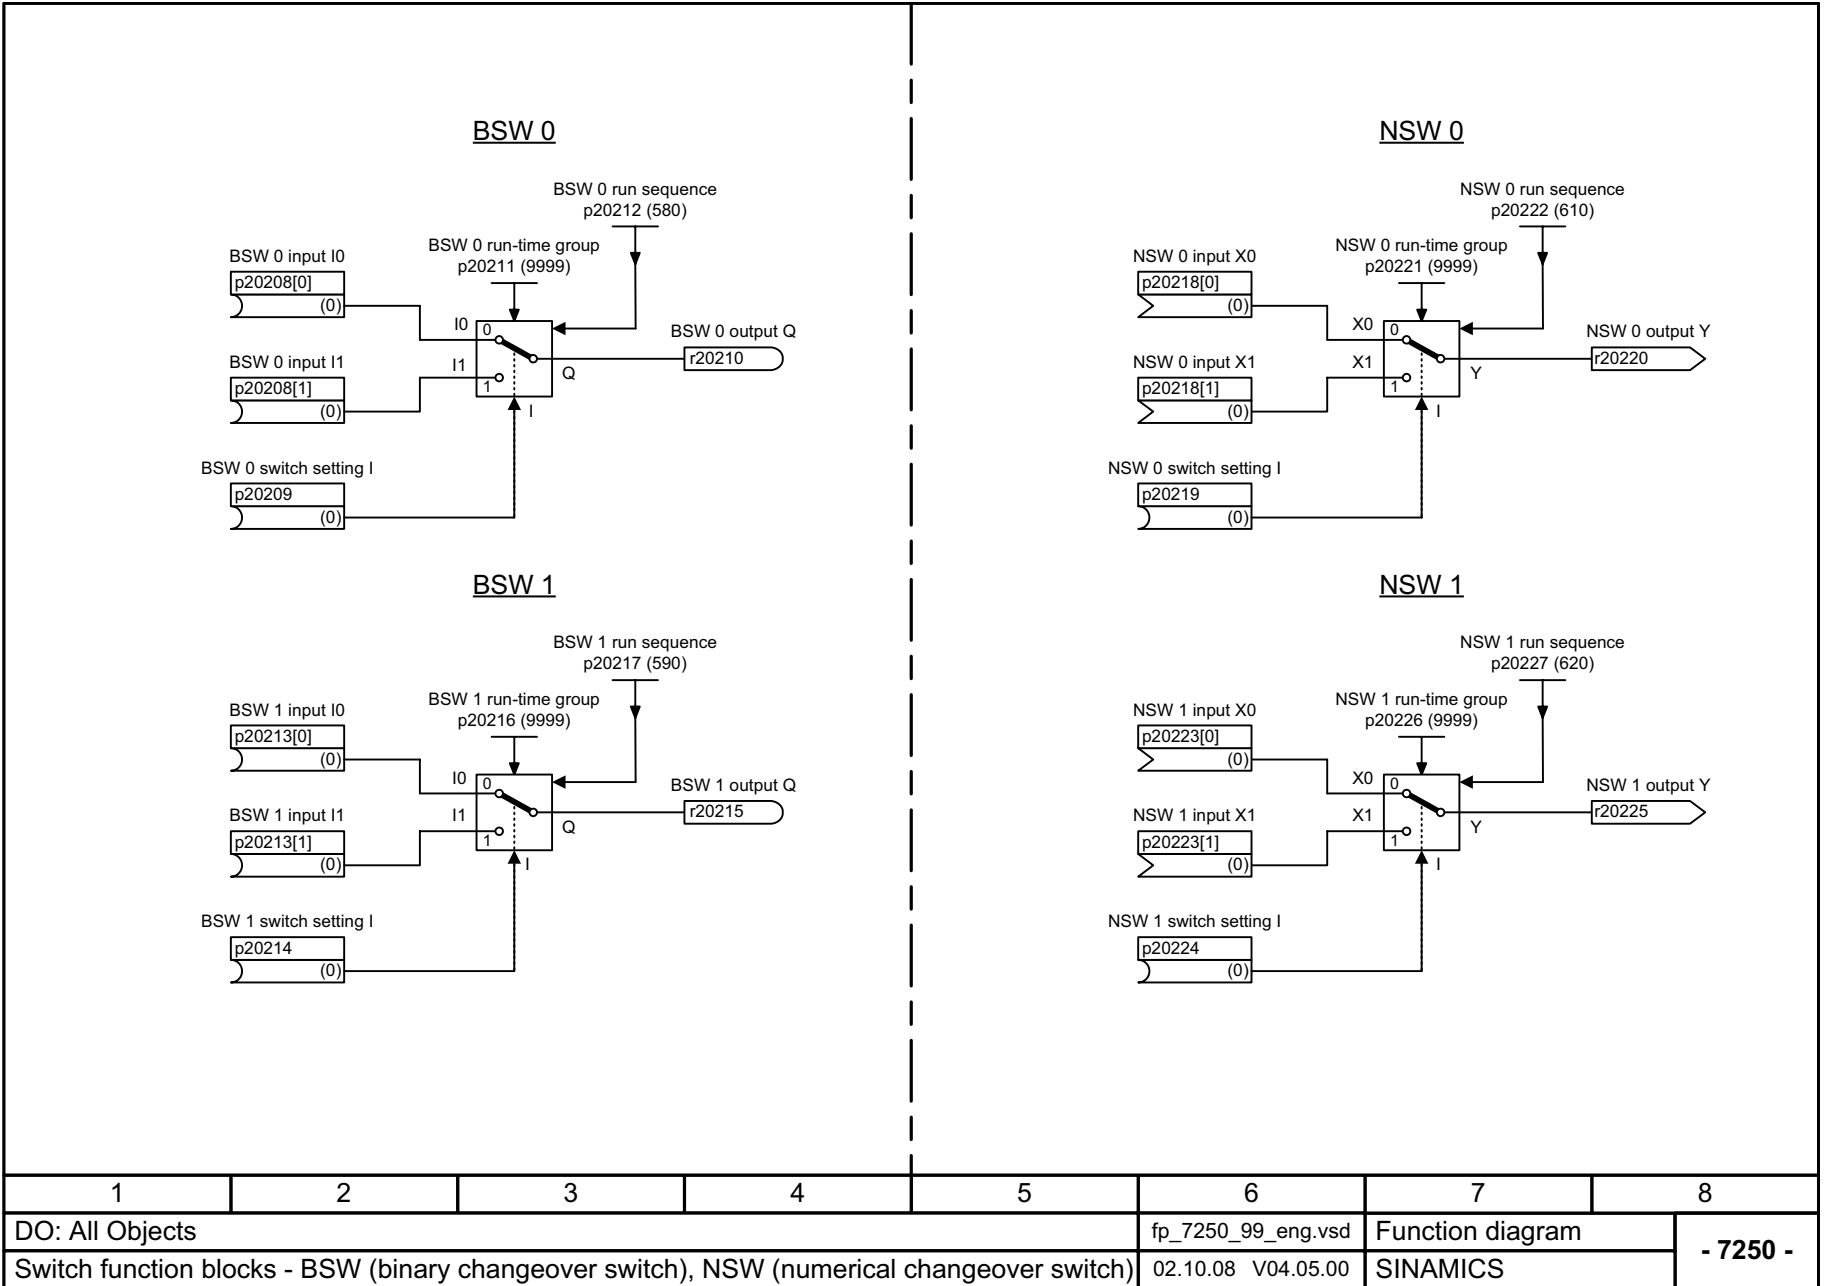 BSW 0
BSW 0 run sequence
p20212 (580)
BSW 0 run-time group
p20211 (9999)
BSW 0 input I0
p20208[0]
(0)
I0
0
BSW 0 output Q
r20210
BSW 0 input I1
p20208[1]
(0)
I1
1
Q
I
BSW 0 switch setting I
p20209
(0)
BSW 1
BSW 1 run sequence
p20217 (590)
BSW 1 run-time group
p20216 (9999)
BSW 1 input I0
p20213[0]
(0)
I0
0
BSW 1 output Q
r20215
BSW 1 input I1
p20213[1]
(0)
I1
1
Q
I
BSW 1 switch setting I
p20214
(0)
NSW 0
NSW 0 run sequence
p20222 (610)
NSW 0 run-time group
p20221 (9999)
NSW 0 input X0
p20218[0]
(0)
X0
0
NSW 0 output Y
r20220
NSW 0 input X1
p20218[1]
(0)
X1
1
Y
I
NSW 0 switch setting I
p20219
(0)
NSW 1
NSW 1 run sequence
p20227 (620)
NSW 1 run-time group
p20226 (9999)
NSW 1 input X0
p20223[0]
(0)
X0
0
NSW 1 output Y
r20225
NSW 1 input X1
p20223[1]
(0)
X1
1
Y
I
NSW 1 switch setting I
p20224
(0)
1 2 3 4 5 6 7 8
DO: All Objects fp_7250_99_eng.vsd Function diagram
- 7250 -
Switch function blocks - BSW (binary changeover switch), NSW (numerical changeover switch) 02.10.08 V04.05.00 SINAMICS